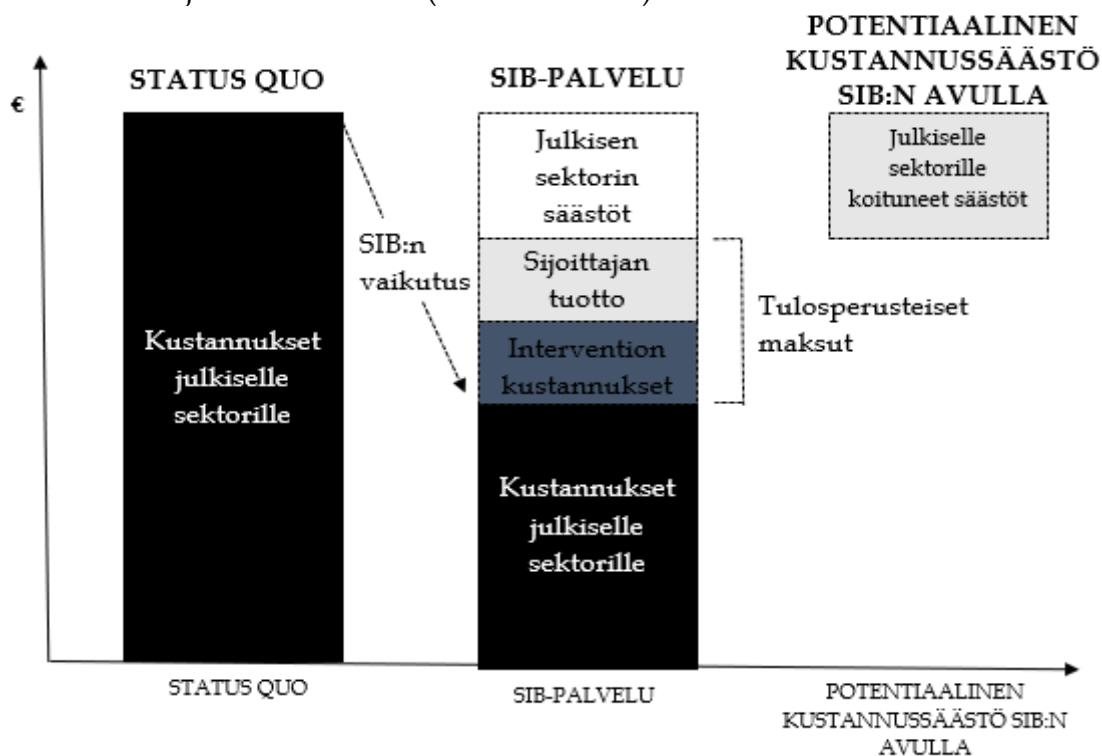 POTENTIAALINEN
KUSTANNUSSÄÄSTÖ
SIB:N AVULLA
STATUS QUO
SIB-PALVELU
€
Julkisen
sektorin
säästöt
Julkiselle
sektorille
koituneet säästöt
SIB:n
vaikutus
Sijoittajan
tuotto
Tulosperusteiset
maksut
Kustannukset
julkiselle
sektorille
Intervention
kustannukset
Kustannukset
julkiselle
sektorille
STATUS QUO
SIB-PALVELU
POTENTIAALINEN
KUSTANNUSSÄÄSTÖ SIB:N
AVULLA